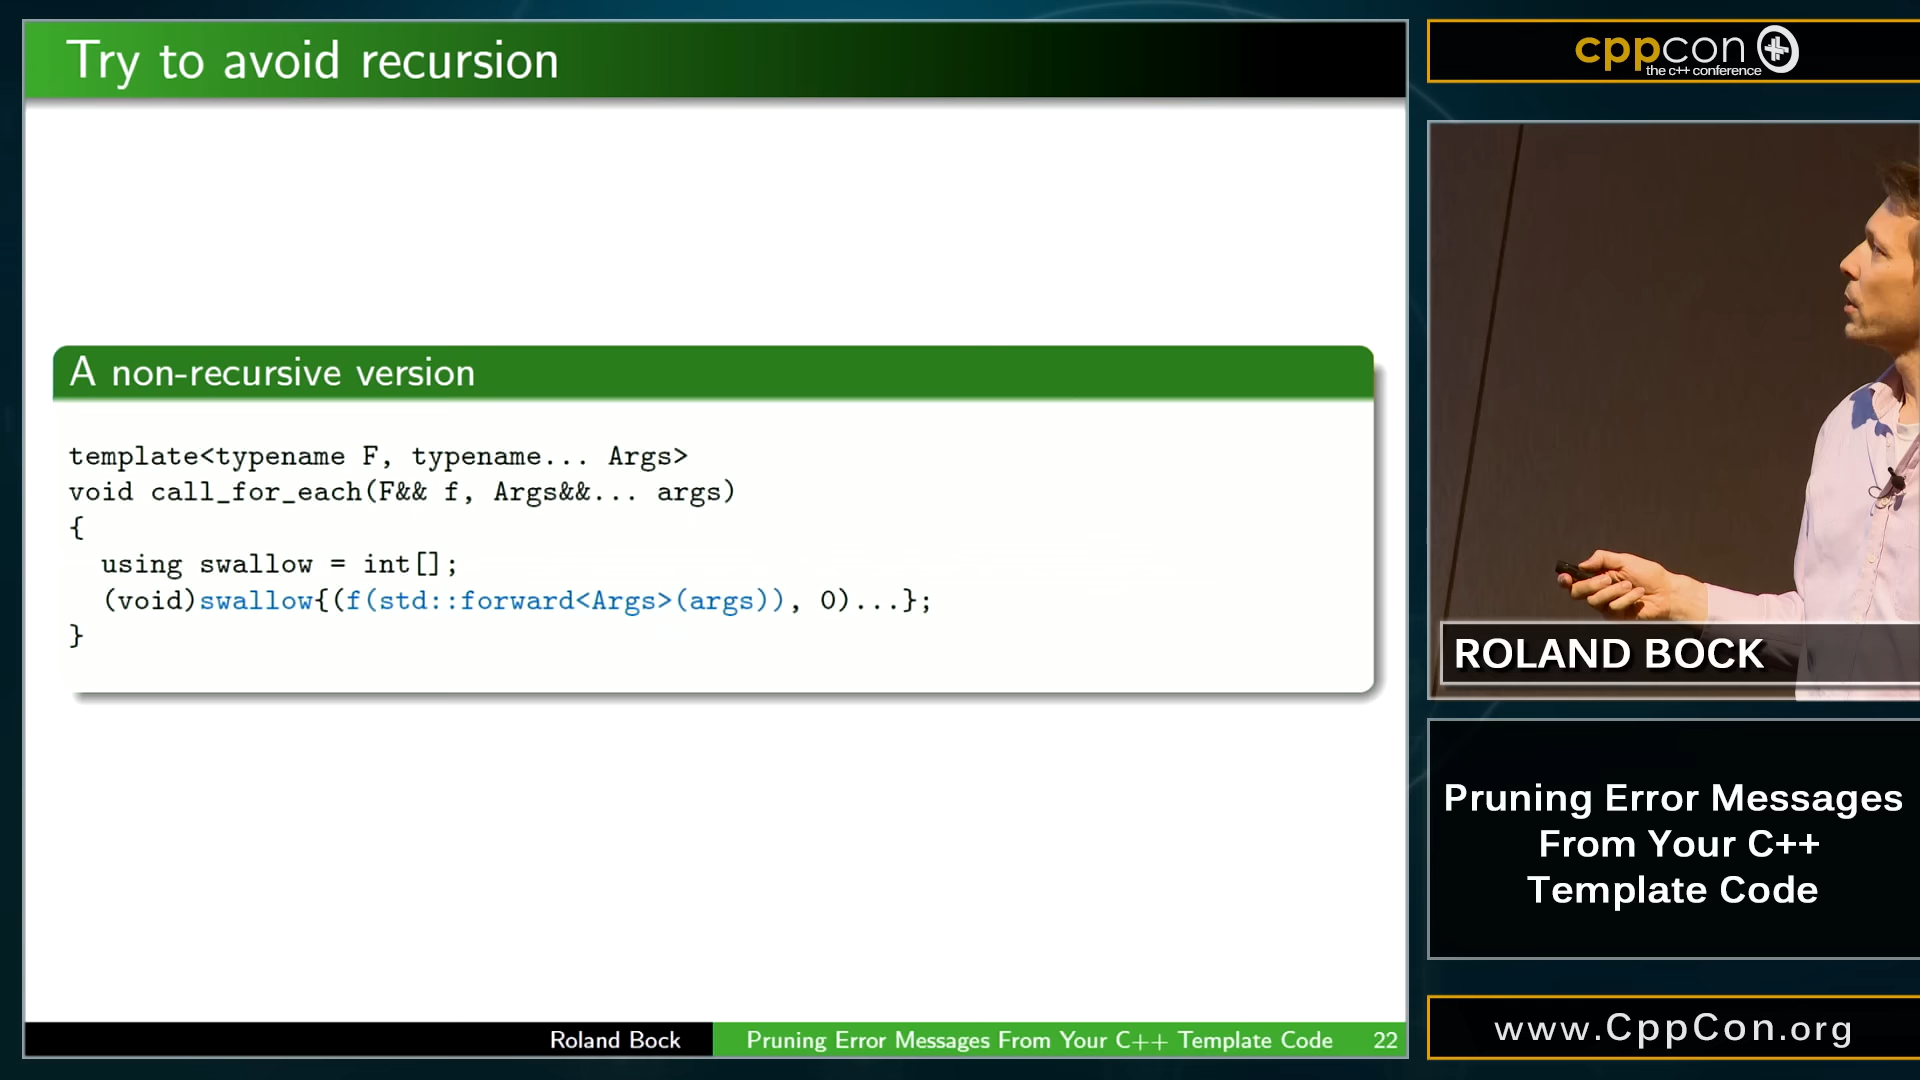 Try to avoid recursion
A non-recursive version
template<typename F, typename... Args>
void call_for_each(F&& f, Args&&... args)
{
using swallow = int[];
(void)swallow{(f(std::forward<Args>(args)), 0)...};
}
Roland Bock
Pruning Error Messages From Your C++ Template Code
22
cppcon
the c++ conference
ROLAND BOCK
Pruning Error Messages
From Your C++
Template Code
www.CppCon.org